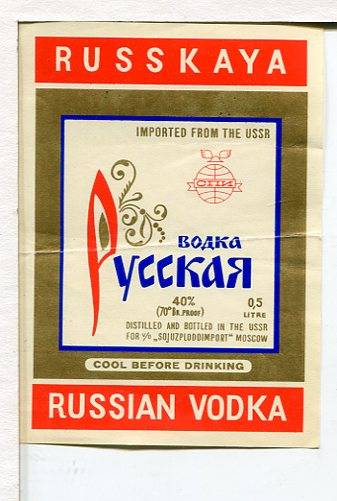 RUSSKAYA
IMPORTED FROM THE USSR
СПИ
ВОДКА
Русская
40%
(70° BR. PROOF)
0,5
LITRE
DISTILLED AND BOTTLED IN THE USSR
FOR V/O „SOJUZPLODOIMPORT" MOSCOW
COOL BEFORE DRINKING
RUSSIAN VODKA